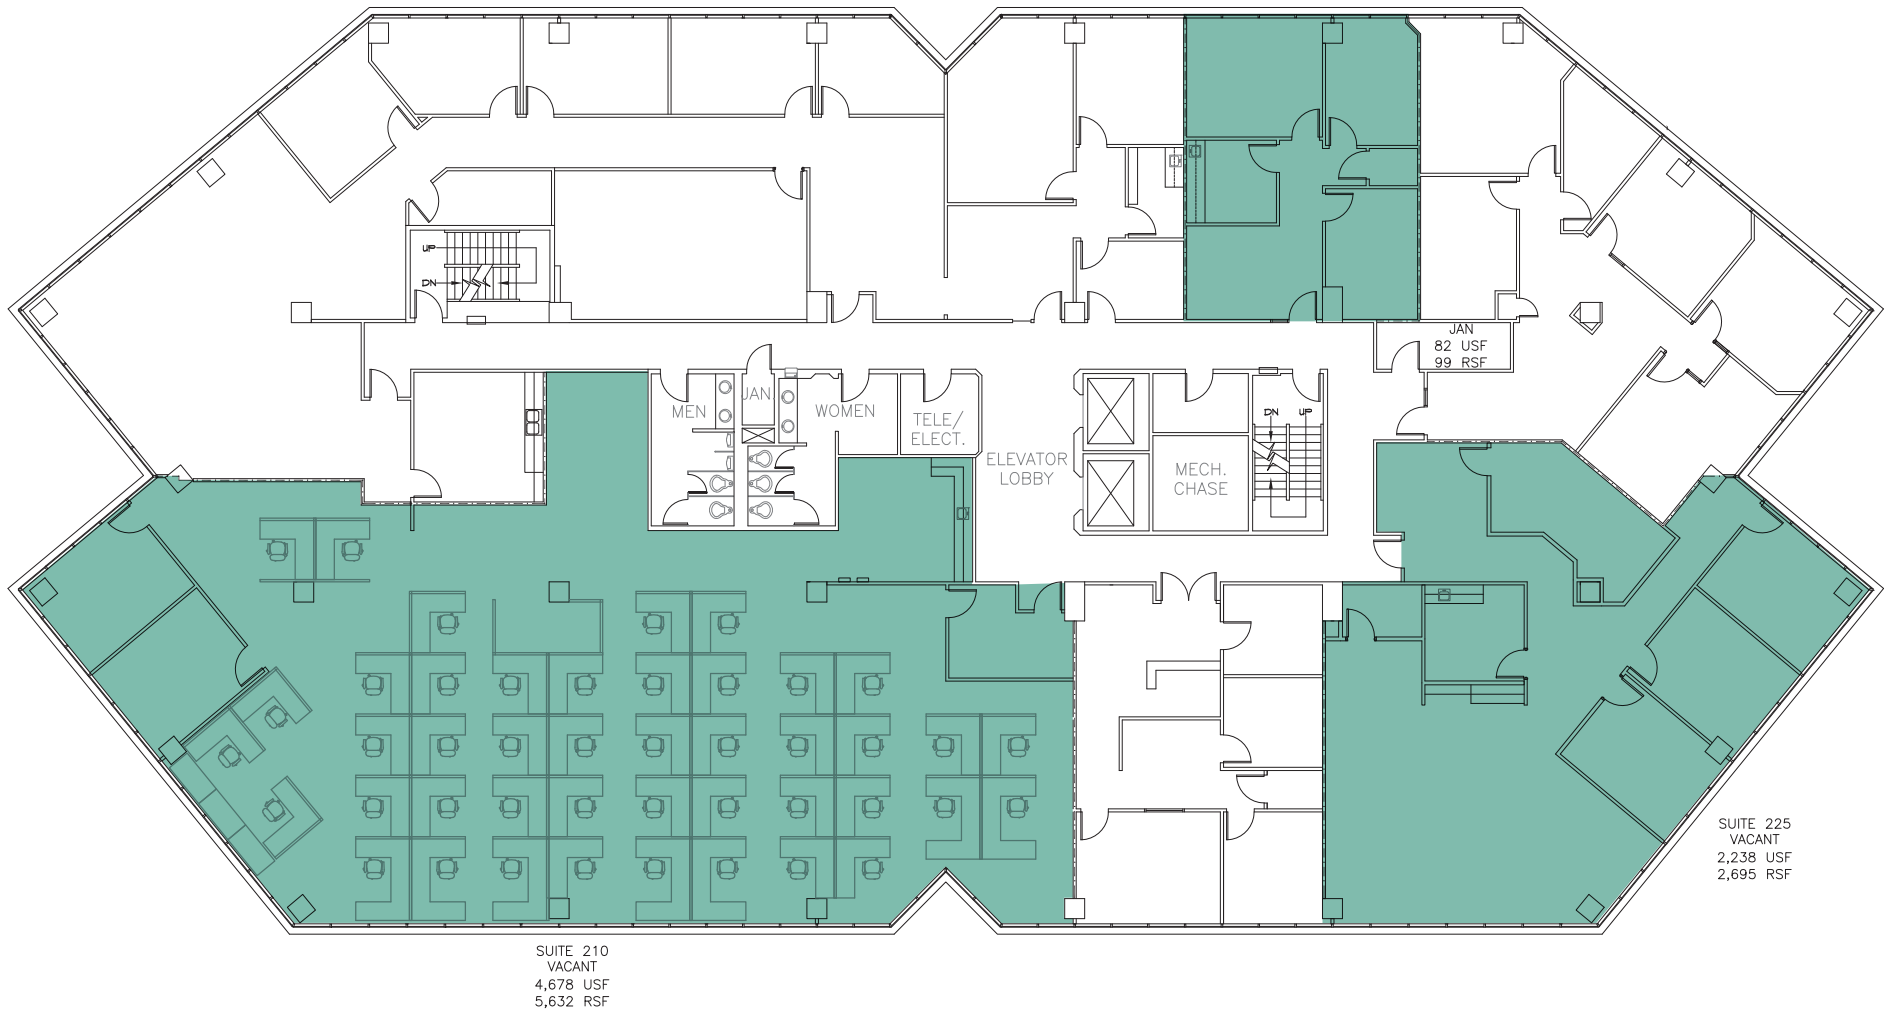 UP
DN
JAN
82 USF
99 RSF
MEN
JAN.
WOMEN
TELE/
ELECT.
ELEVATOR
LOBBY
MECH.
CHASE
DN
UP
SUITE 225
VACANT
2,238 USF
2,695 RSF
SUITE 210
VACANT
4,678 USF
5,632 RSF